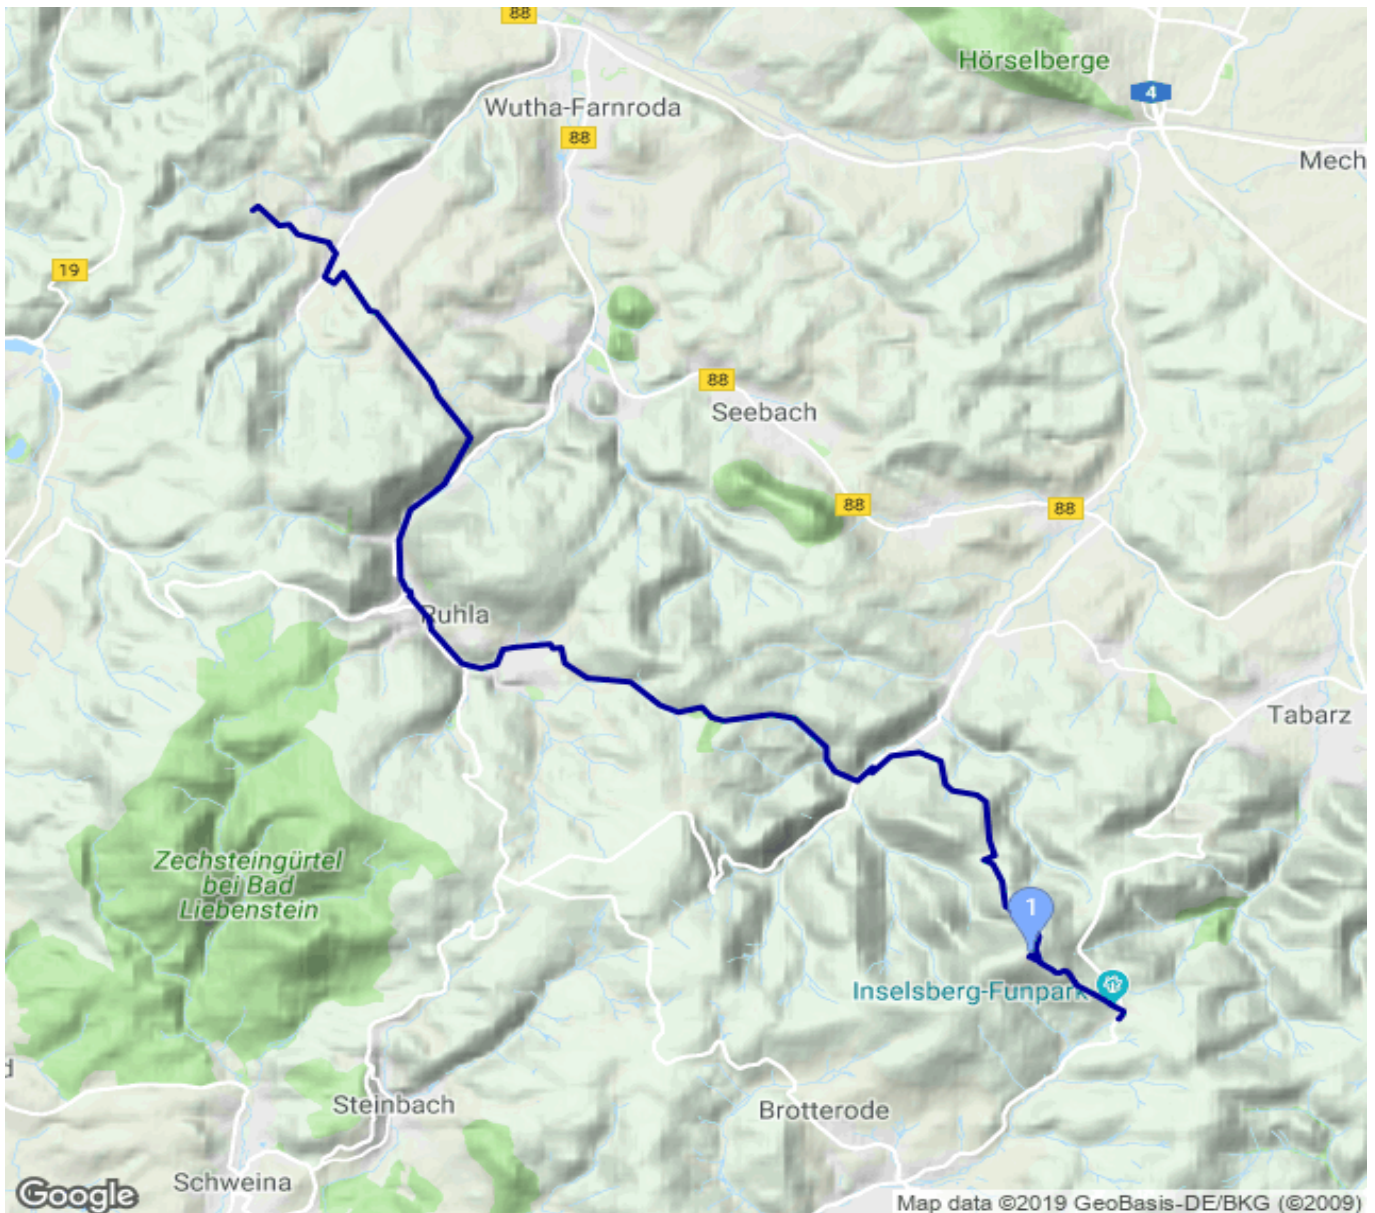 88
Hörselberge
4
Wutha-Farnroda
88
Mech
19
88
Seebach
88
88
Ruhla
Tabarz
Zechsteingürtel
bei Bad
Liebenstein
1
Inselsberg-Funpark
d
Steinbach
Brotterode
Schweina
Google
Map data ©2019 GeoBasis-DE/BKG (©2009)